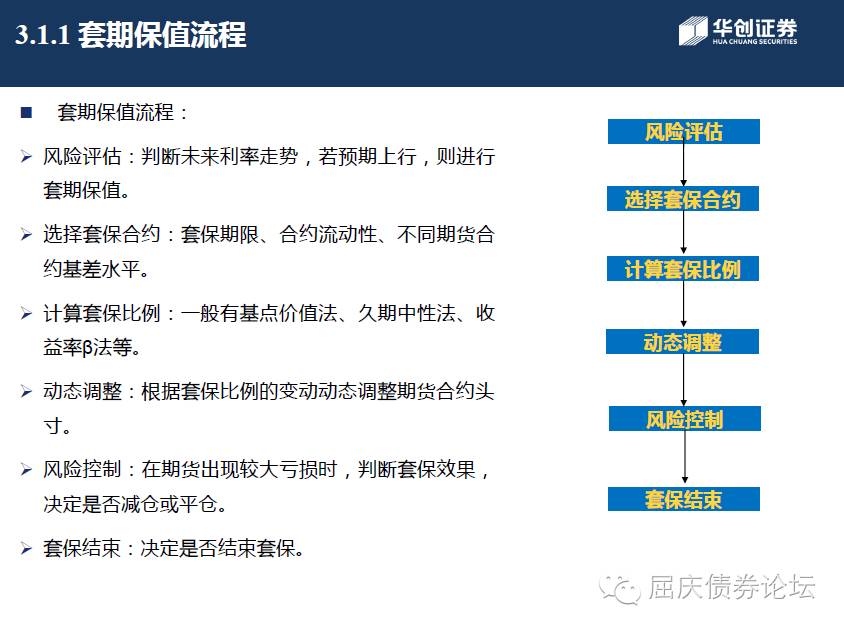 3.1.1 套期保值流程
华创证券
HUA CHUANG SECURITIES
套期保值流程：
风险评估：判断未来利率走势，若预期上行，则进行
套期保值。
选择套保合约：套保期限、合约流动性、不同期货合
约基差水平。
计算套保比例：一般有基点价值法、久期中性法、收
益率β法等。
动态调整：根据套保比例的变动动态调整期货合约头
寸。
风险控制：在期货出现较大亏损时，判断套保效果，
决定是否减仓或平仓。
套保结束：决定是否结束套保。
风险评估
选择套保合约
计算套保比例
动态调整
风险控制
套保结束
屈庆债券论坛